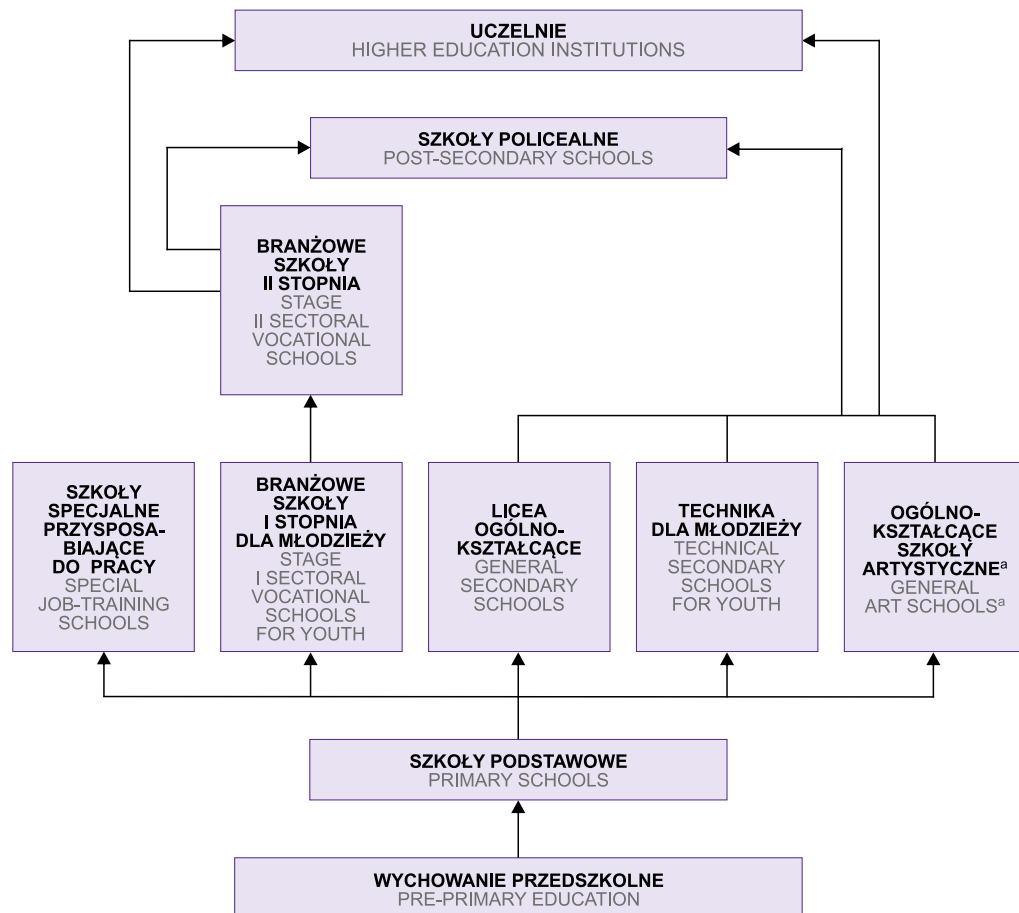 UCZELNIE
HIGHER EDUCATION INSTITUTIONS
SZKOŁY POLICEALNE
POST-SECONDARY SCHOOLS
BRANŻOWE
SZKOŁY
II STOPNIA
STAGE
II SECTORAL
VOCATIONAL
SCHOOLS
SZKOŁY
SPECJALNE
PRZYSPOSA-
BIAJĄCE
DO PRACY
SPECIAL
JOB-TRAINING
SCHOOLS
BRANŻOWE
SZKOŁY
I STOPNIA
DLA MŁODZIEŻY
STAGE
I SECTORAL
VOCATIONAL
SCHOOLS
FOR YOUTH
LICEA
OGÓLNO-
KSZTAŁCĄCE
GENERAL
SECONDARY
SCHOOLS
TECHNIKA
DLA MŁODZIEŻY
TECHNICAL
SECONDARY
SCHOOLS
FOR YOUTH
OGÓLNO-
KSZTAŁCĄCE
SZKOŁY
ARTYSTYCZNEᵃ
GENERAL
ART SCHOOLSᵃ
SZKOŁY PODSTAWOWE
PRIMARY SCHOOLS
WYCHOWANIE PRZEDSZKOLNE
PRE-PRIMARY EDUCATION